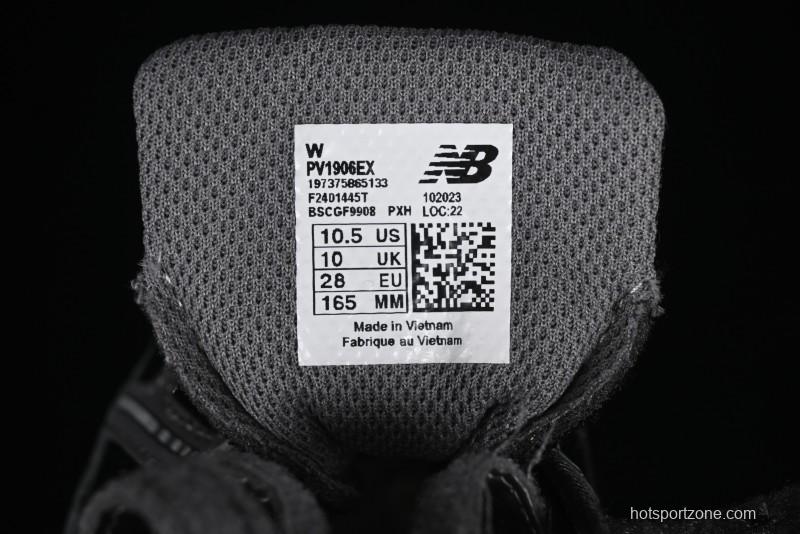 W
PV1906EX
197375865133
F2401445T 102023
BSCGF9908 PXH LOC:22
NB
10.5 US
10 UK
28 EU
165 MM
Made in Vietnam
Fabrique au Vietnam
hotsportzone.com